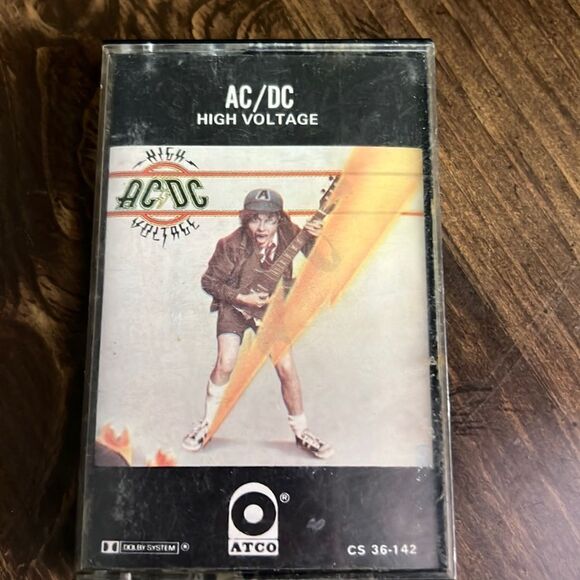 AC/DC
HIGH VOLTAGE
HIGH
AC/DC
VOLTAGE
A
DOLBY SYSTEM ®
ATCO ®
CS 36-142